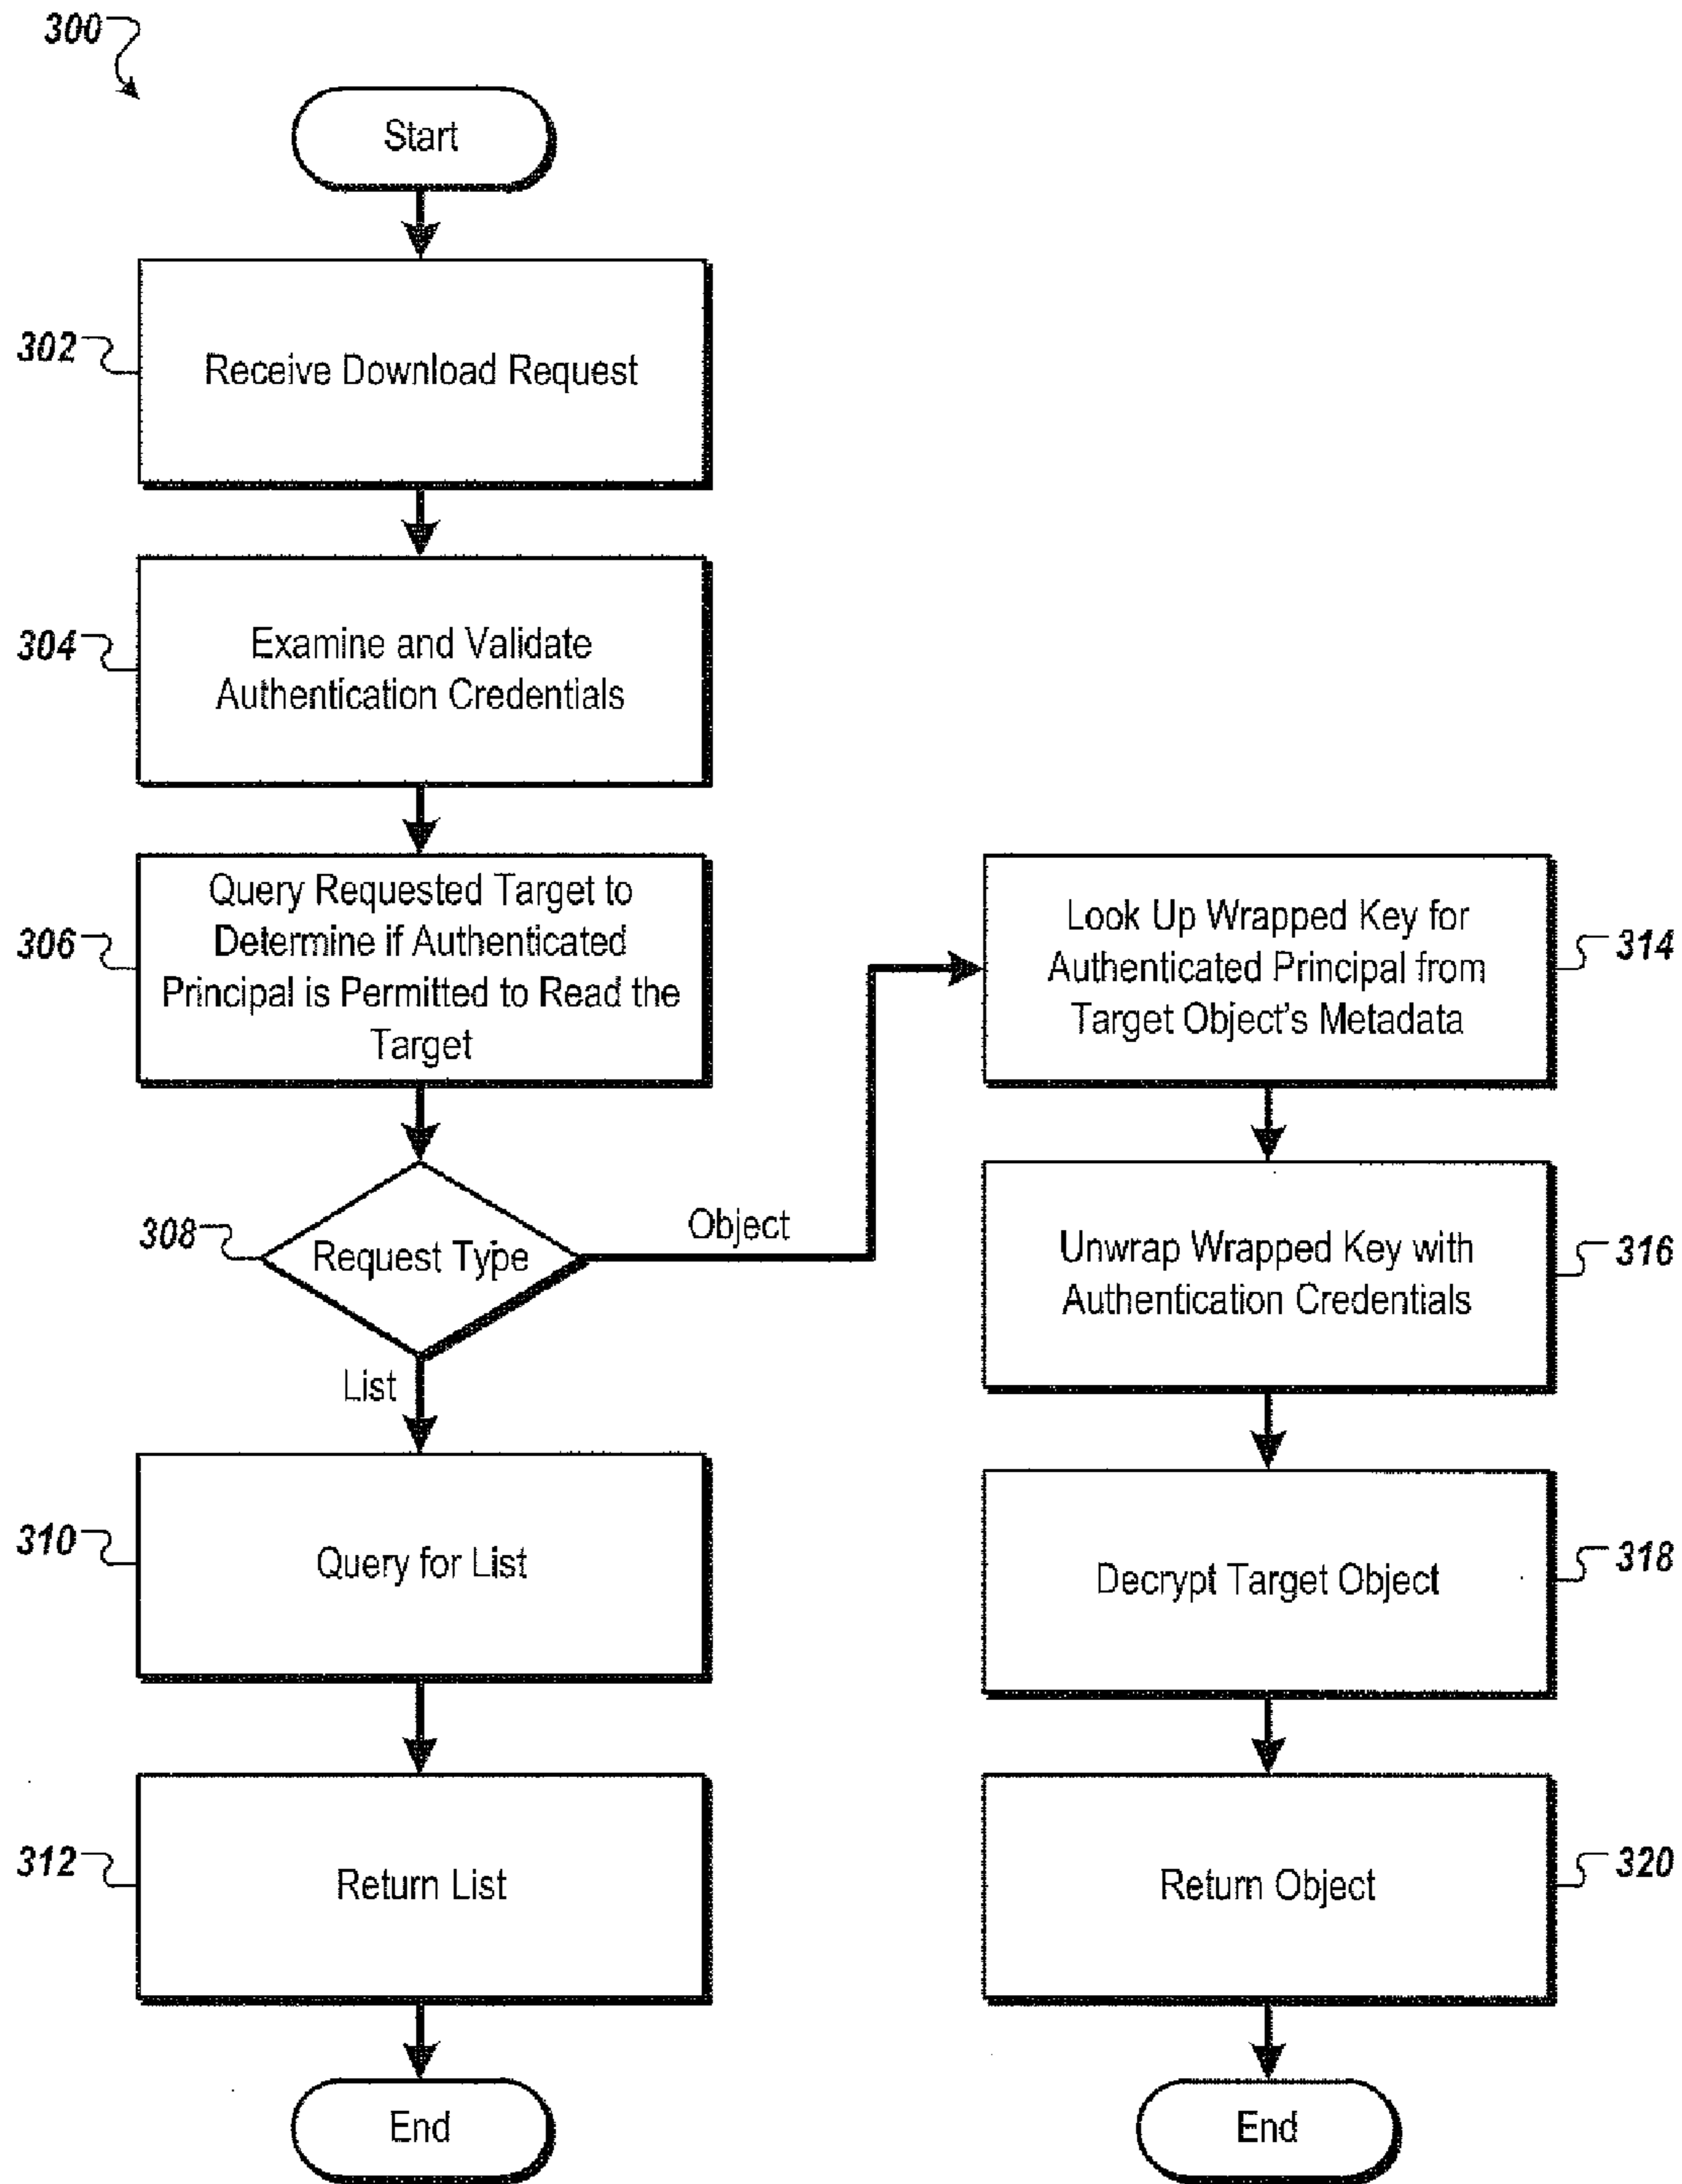 300
Start
302
Receive Download Request
304
Examine and Validate
Authentication Credentials
306
Query Requested Target to
Determine if Authenticated
Principal is Permitted to Read the
Target
308
Request Type
Object
List
310
Query for List
312
Return List
End
314
Look Up Wrapped Key for
Authenticated Principal from
Target Object's Metadata
316
Unwrap Wrapped Key with
Authentication Credentials
318
Decrypt Target Object
320
Return Object
End